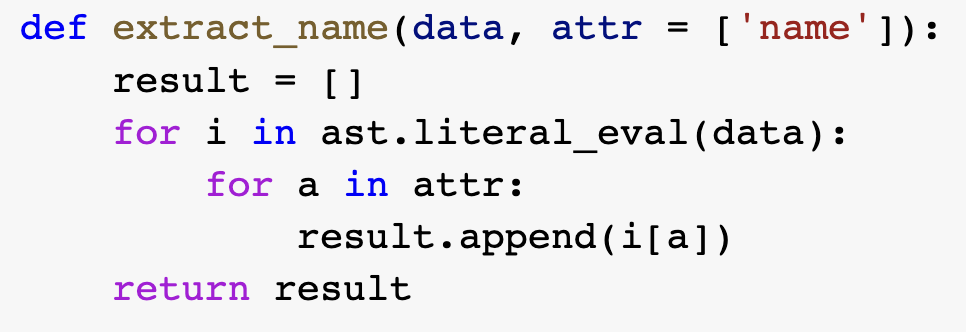 def extract_name(data, attr = ['name']):
    result = []
    for i in ast.literal_eval(data):
        for a in attr:
            result.append(i[a])
    return result